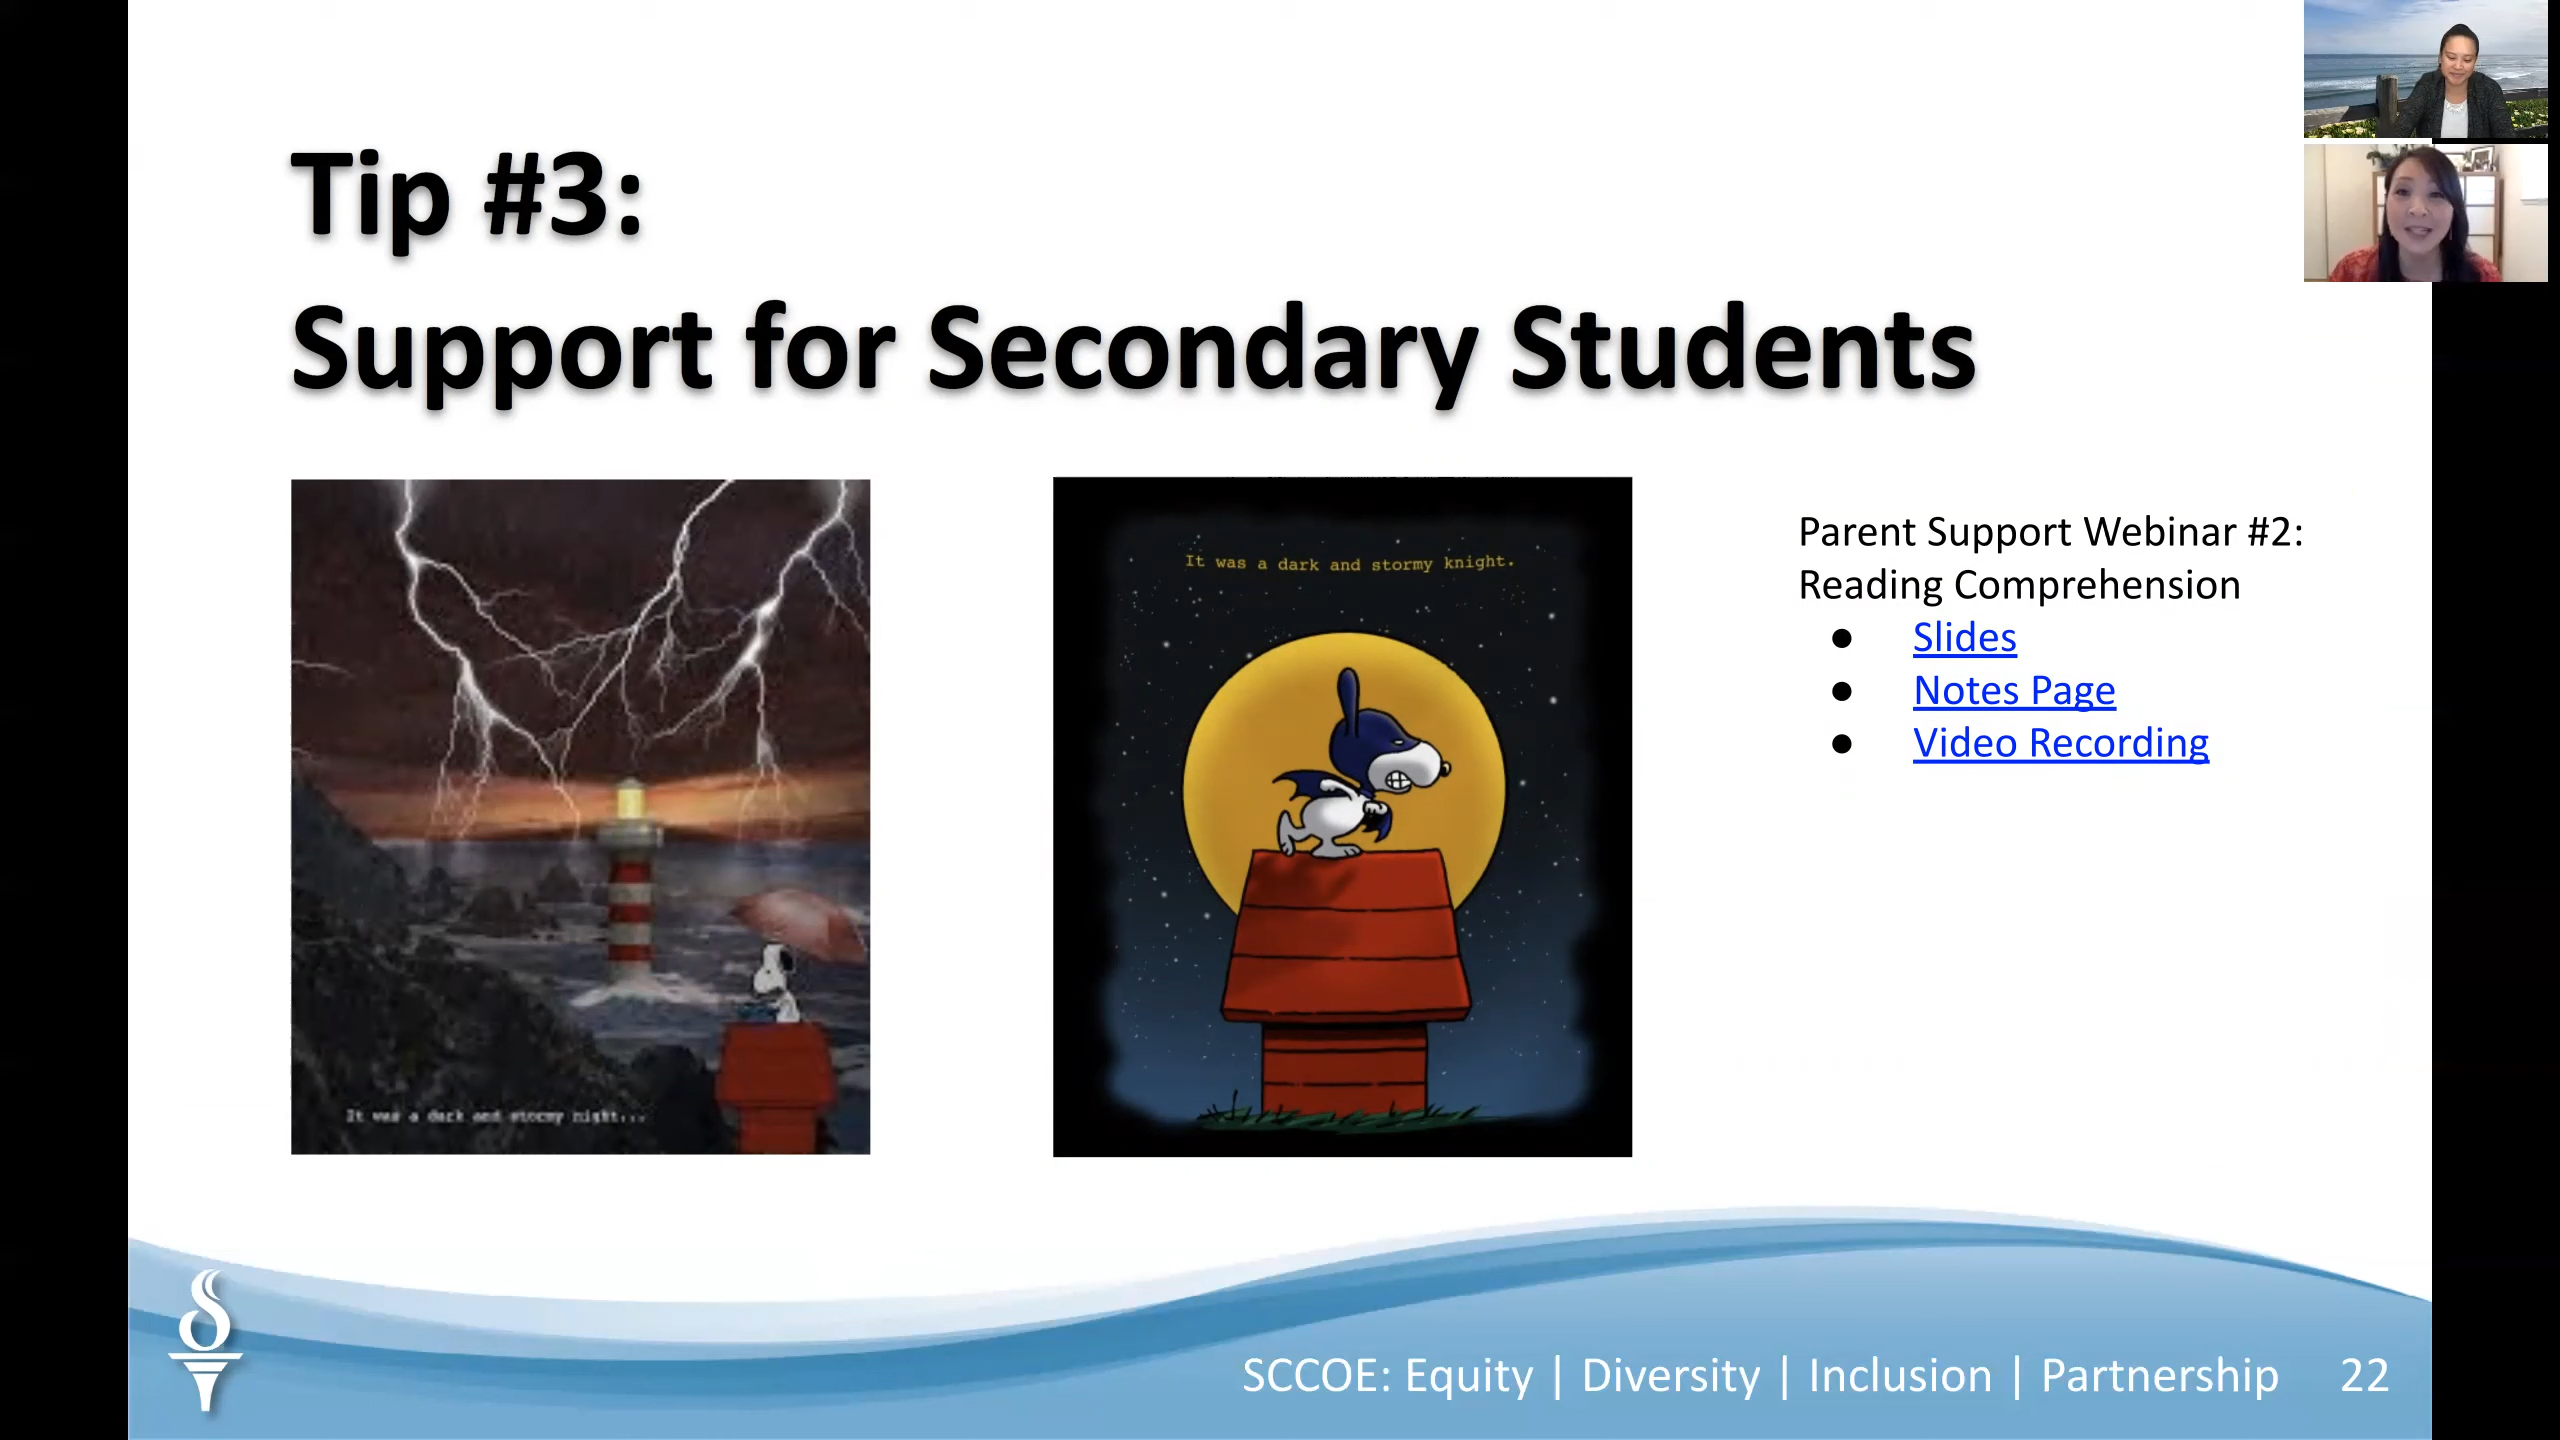 Tip #3:
Support for Secondary Students
It was a dark and stormy night...
It was a dark and stormy knight.
Parent Support Webinar #2:
Reading Comprehension
● Slides
● Notes Page
● Video Recording
SCCOE: Equity | Diversity | Inclusion | Partnership 22